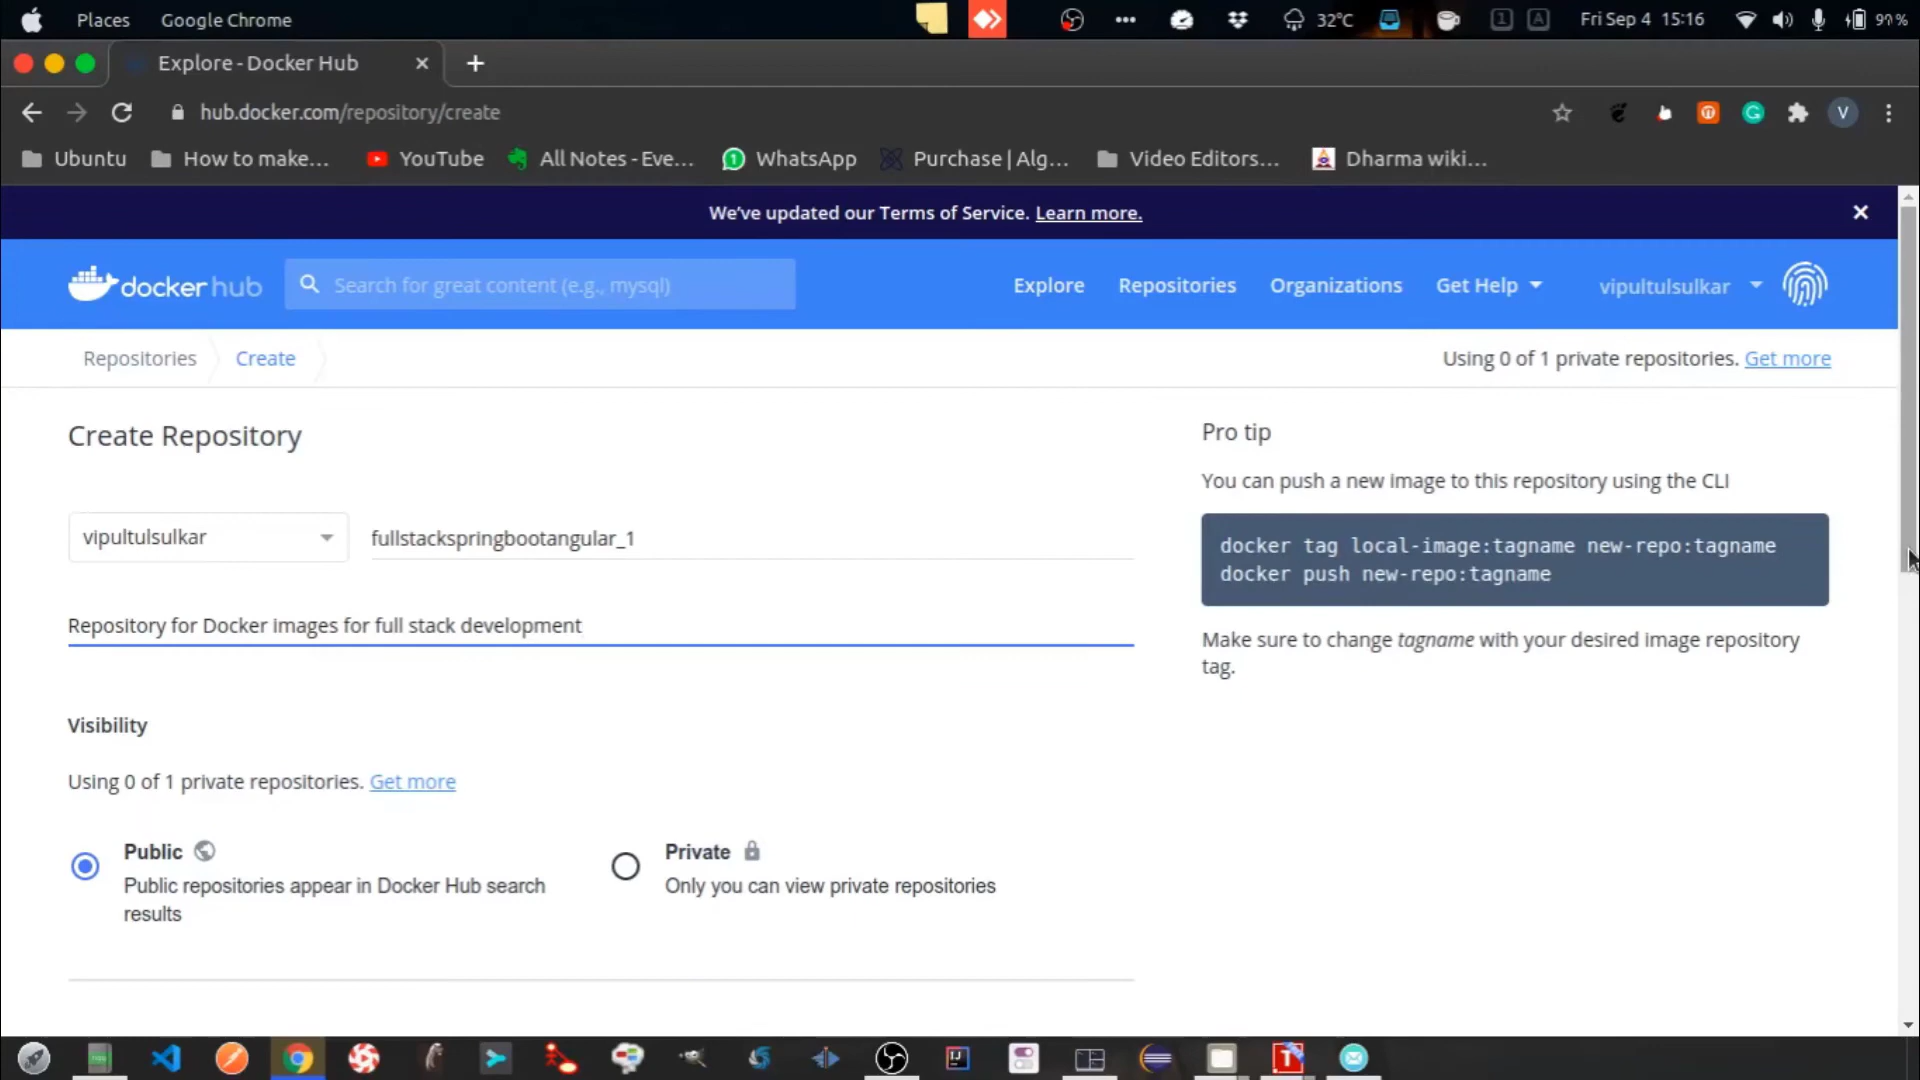 Places Google Chrome 32°C Fri Sep 4 15:16 97%
Explore - Docker Hub
hub.docker.com/repository/create V
Ubuntu How to make... YouTube All Notes - Eve... WhatsApp Purchase | Alg... Video Editors... Dharma wiki...
We've updated our Terms of Service. Learn more.
docker hub Search for great content (e.g., mysql) Explore Repositories Organizations Get Help vipultulsulkar
Repositories Create Using 0 of 1 private repositories. Get more
Create Repository
Pro tip
You can push a new image to this repository using the CLI
vipultulsulkar fullstackspringbootangular_1
docker tag local-image:tagname new-repo:tagname
docker push new-repo:tagname
Repository for Docker images for full stack development
Make sure to change tagname with your desired image repository
tag.
Visibility
Using 0 of 1 private repositories. Get more
Public
Public repositories appear in Docker Hub search
results
Private
Only you can view private repositories